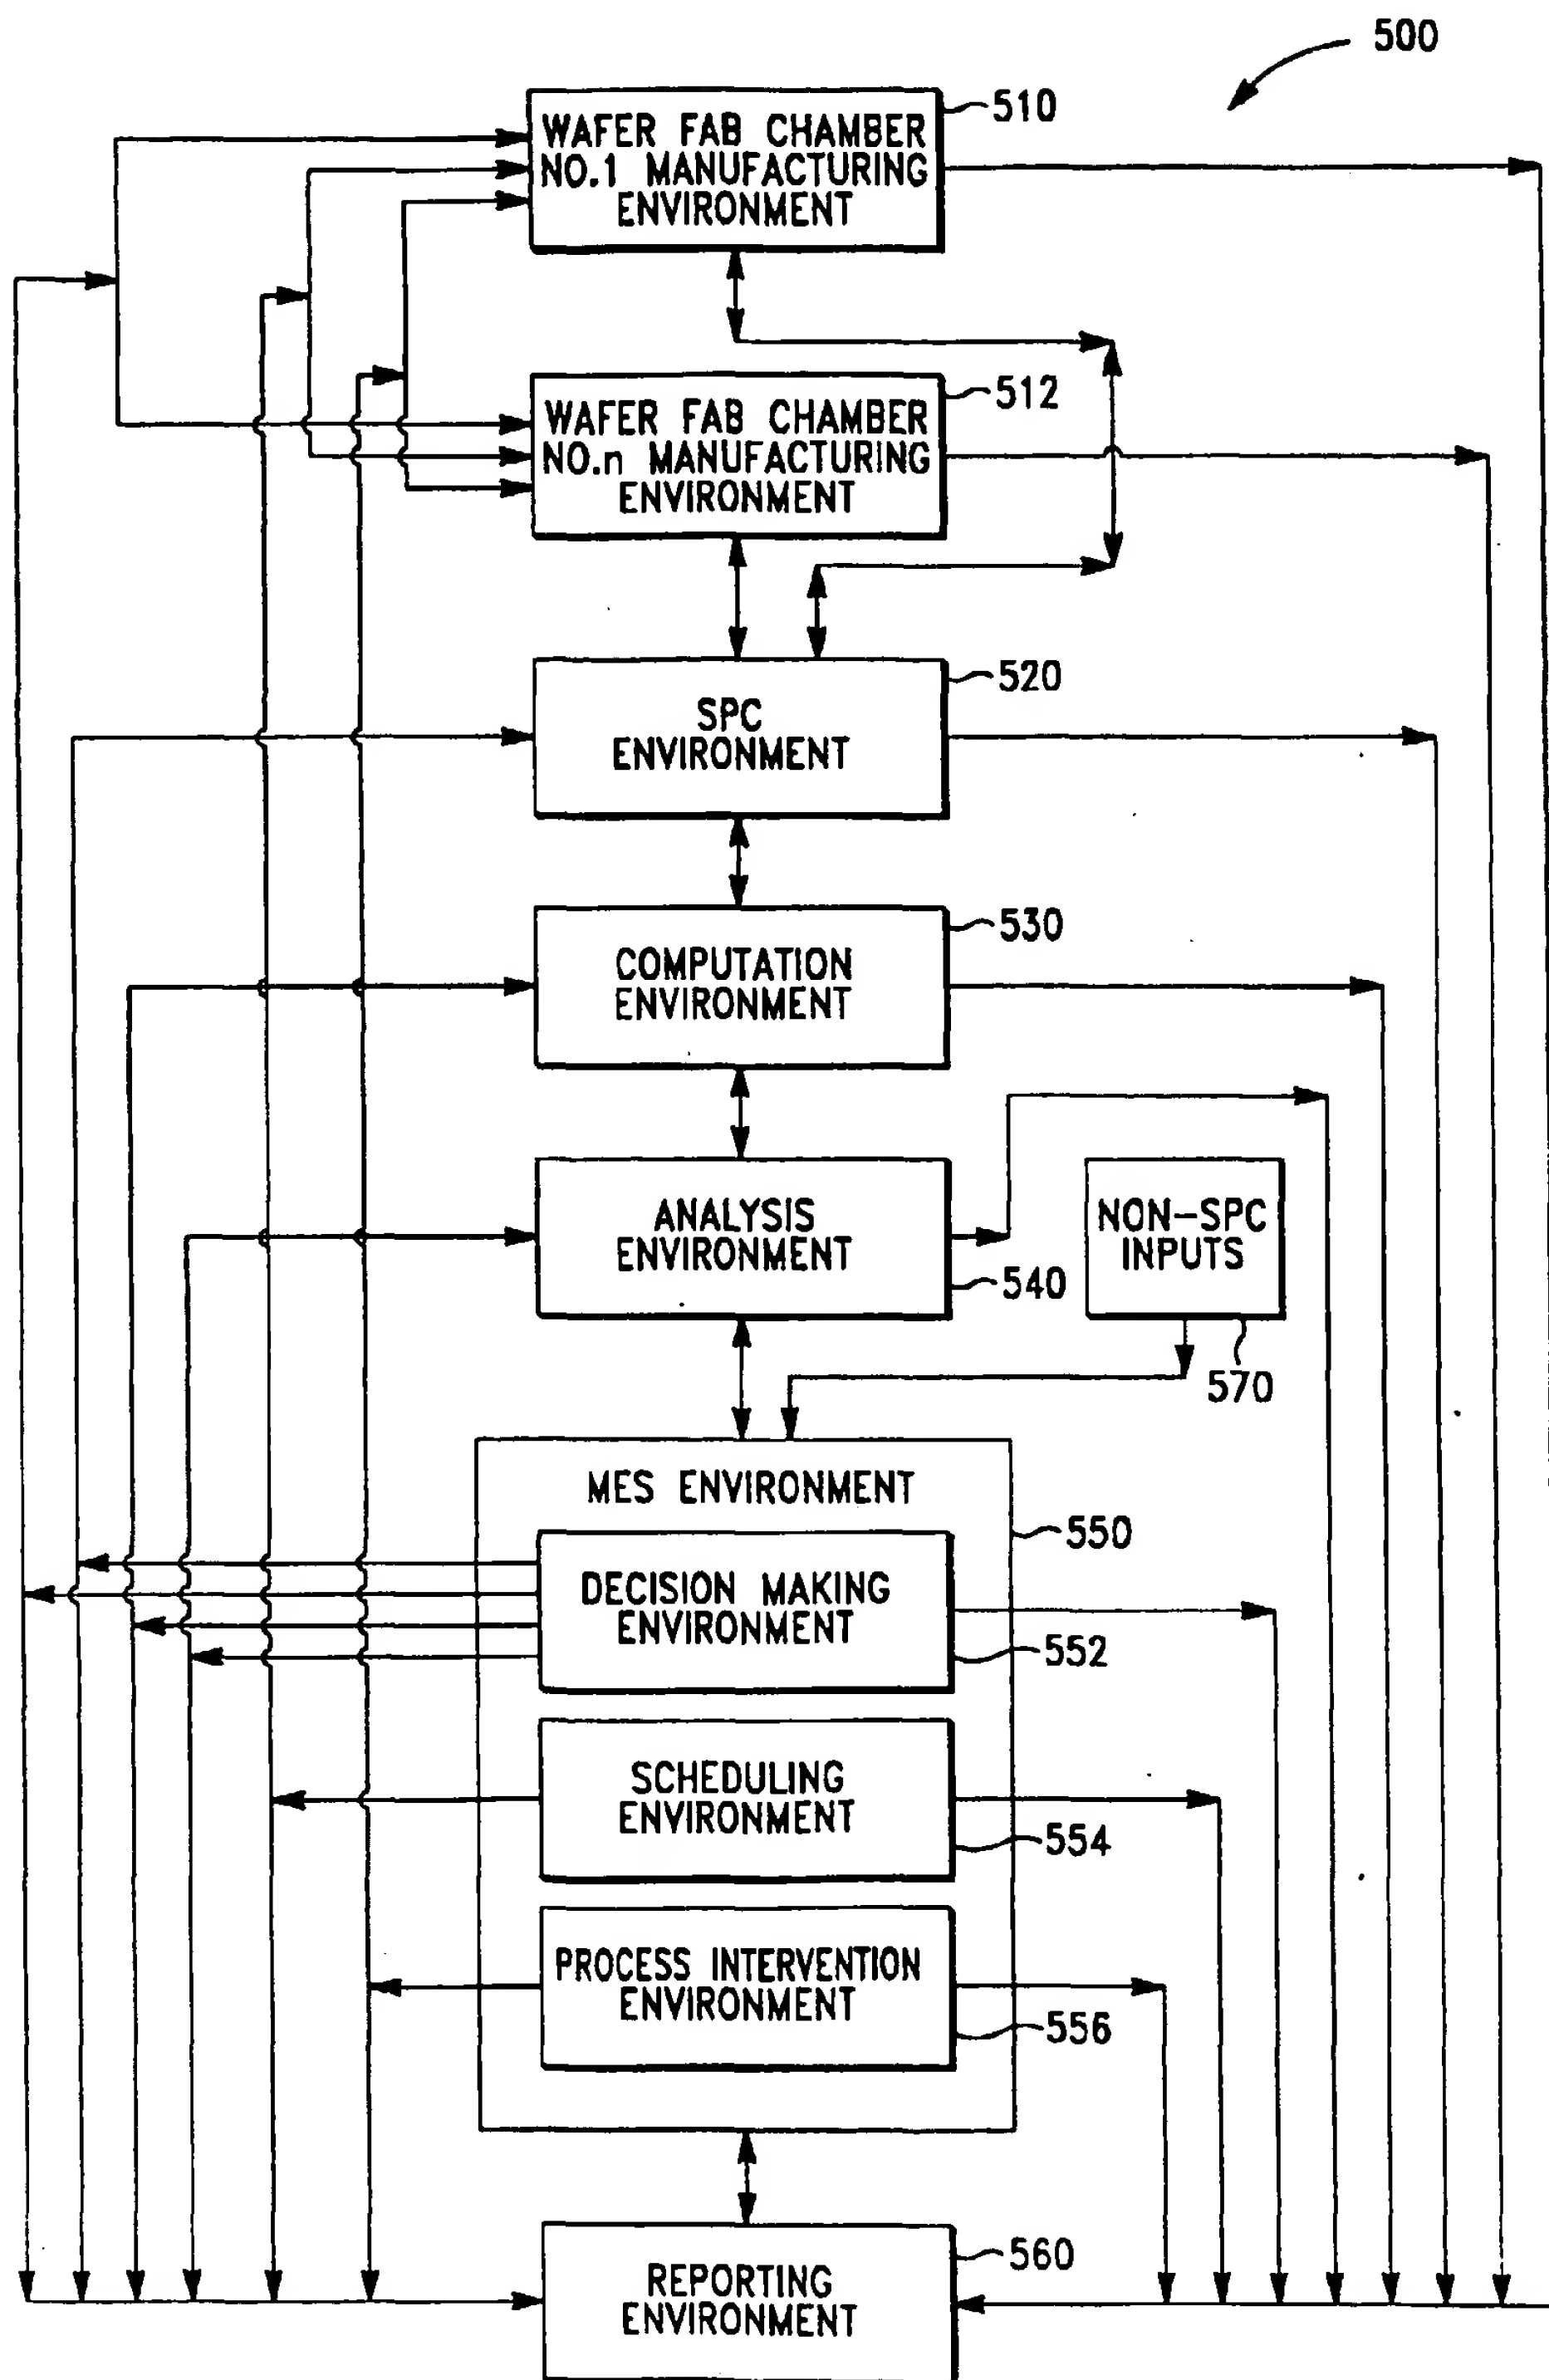 500
510
WAFER FAB CHAMBER
NO.1 MANUFACTURING
ENVIRONMENT
512
WAFER FAB CHAMBER
NO.n MANUFACTURING
ENVIRONMENT
520
SPC
ENVIRONMENT
530
COMPUTATION
ENVIRONMENT
ANALYSIS
ENVIRONMENT
540
NON-SPC
INPUTS
570
MES ENVIRONMENT
550
DECISION MAKING
ENVIRONMENT
552
SCHEDULING
ENVIRONMENT
554
PROCESS INTERVENTION
ENVIRONMENT
556
560
REPORTING
ENVIRONMENT